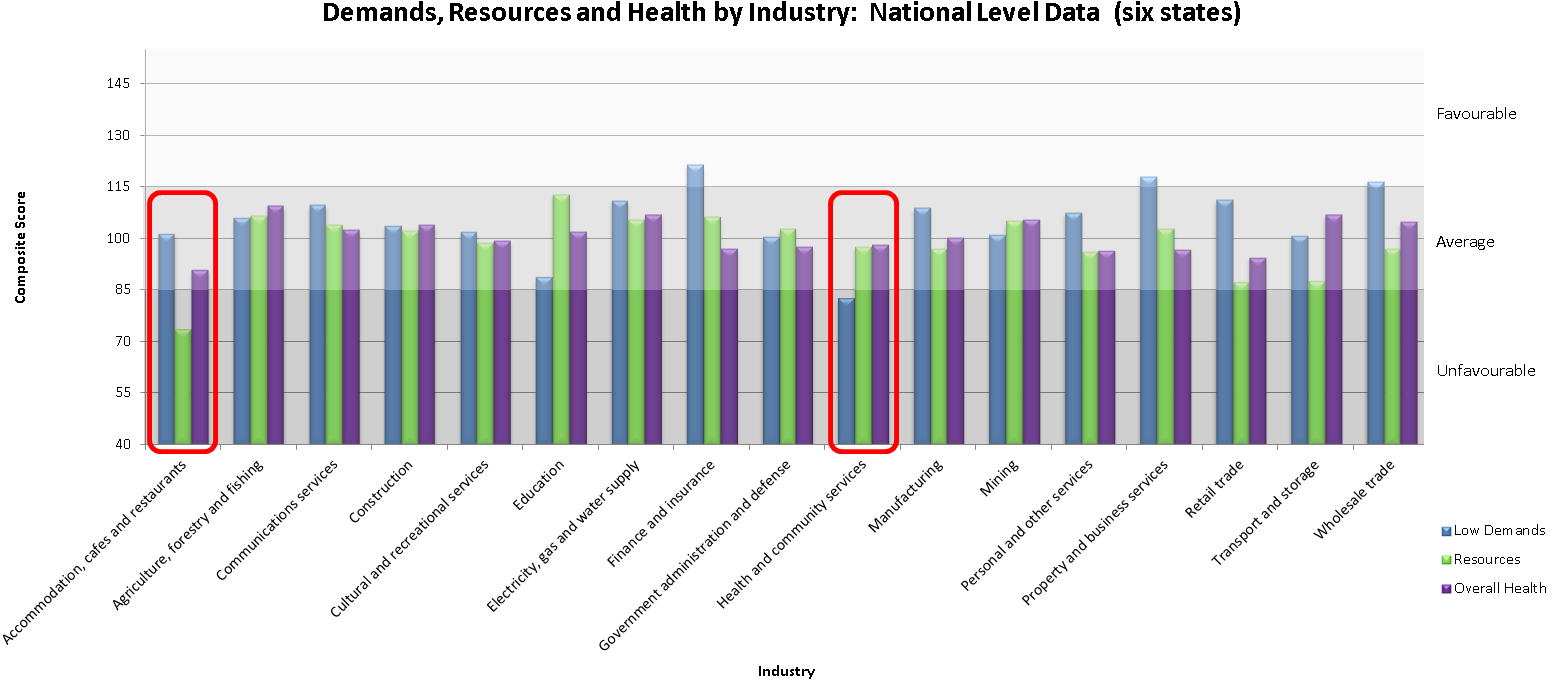 Demands, Resources and Health by Industry:  National Level Data  (six states)
145
130
115
100
85
70
55
40
Composite Score
Favourable
Average
Unfavourable
Accommodation, cafes and restaurants
Agriculture, forestry and fishing
Communications services
Construction
Cultural and recreational services
Education
Electricity, gas and water supply
Finance and insurance
Government administration and defense
Health and community services
Manufacturing
Mining
Personal and other services
Property and business services
Retail trade
Transport and storage
Wholesale trade
Industry
Low Demands
Resources
Overall Health